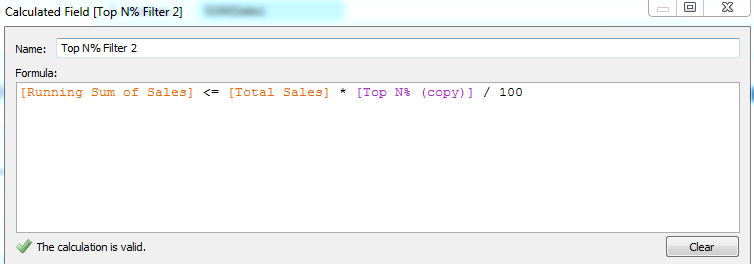 Calculated Field [Top N% Filter 2]
Name: Top N% Filter 2
Formula:
[Running Sum of Sales] <= [Total Sales] * [Top N% (copy)] / 100
The calculation is valid.
Clear